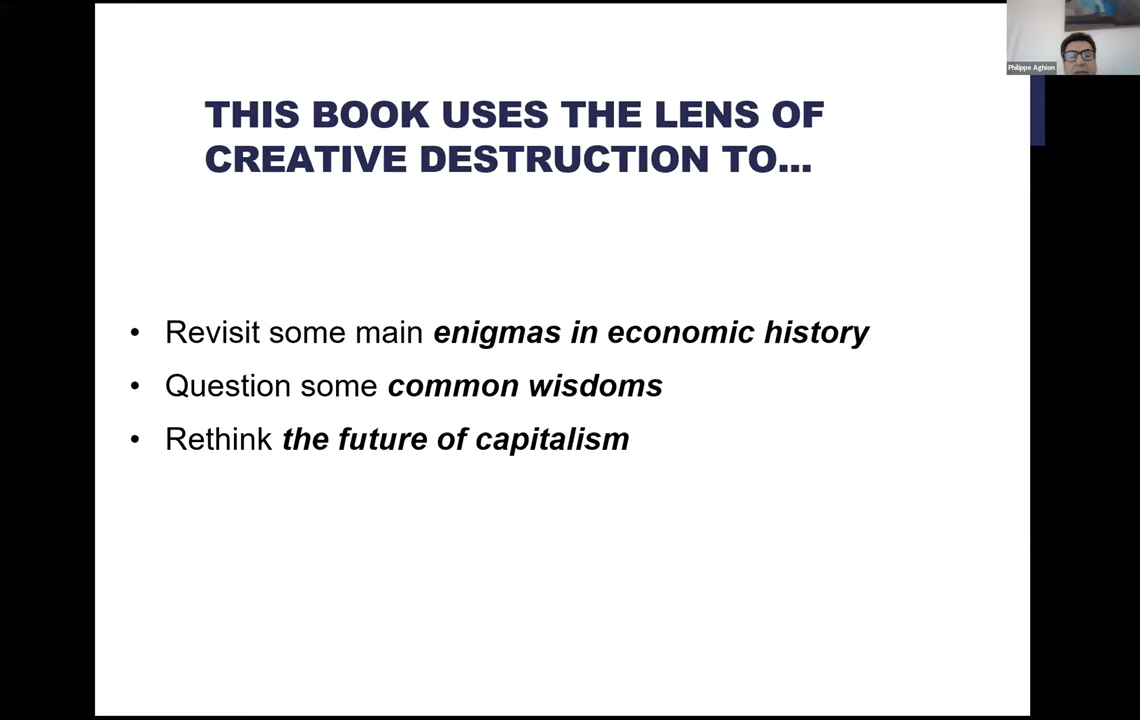 Philippe Aghion
THIS BOOK USES THE LENS OF
CREATIVE DESTRUCTION TO...
• Revisit some main enigmas in economic history
• Question some common wisdoms
• Rethink the future of capitalism